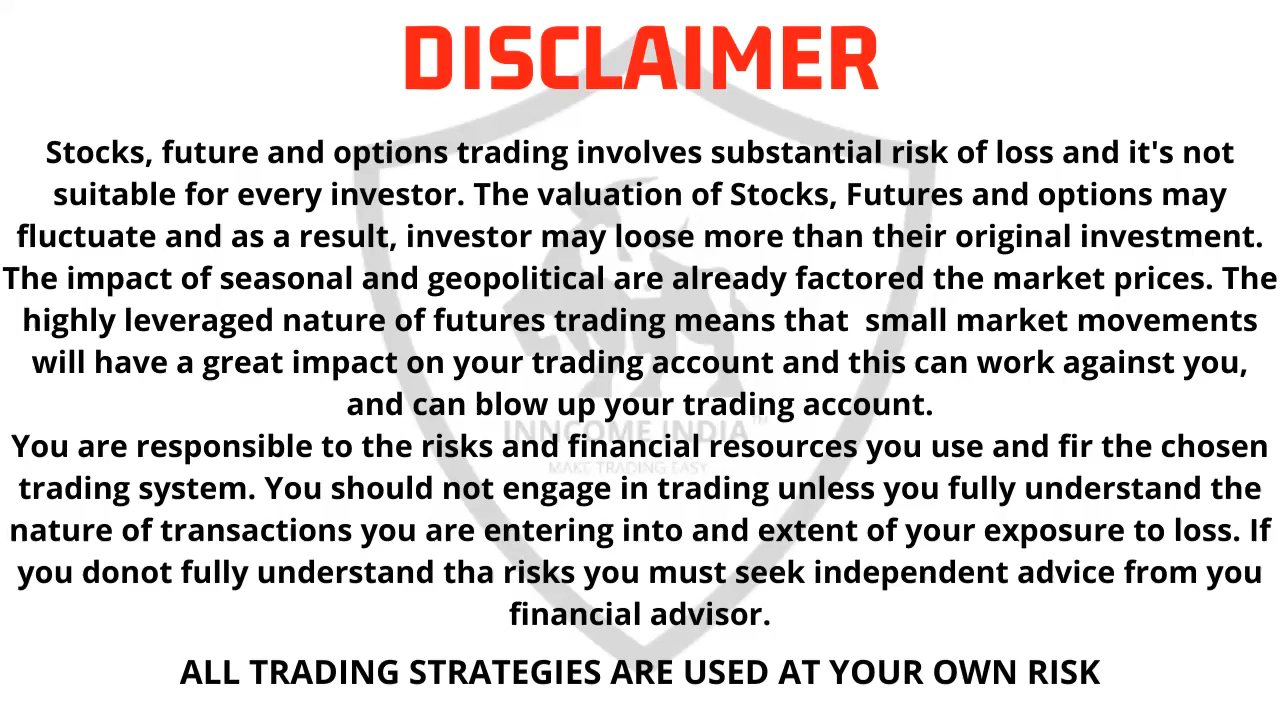 DISCLAIMER
Stocks, future and options trading involves substantial risk of loss and it's not
suitable for every investor. The valuation of Stocks, Futures and options may
fluctuate and as a result, investor may loose more than their original investment.
The impact of seasonal and geopolitical are already factored the market prices. The
highly leveraged nature of futures trading means that  small market movements
will have a great impact on your trading account and this can work against you,
and can blow up your trading account.
INNCOME INDIA™
You are responsible to the risks and financial resources you use and fir the chosen
MAKE TRADING EASY
trading system. You should not engage in trading unless you fully understand the
nature of transactions you are entering into and extent of your exposure to loss. If
you donot fully understand tha risks you must seek independent advice from you
financial advisor.
ALL TRADING STRATEGIES ARE USED AT YOUR OWN RISK